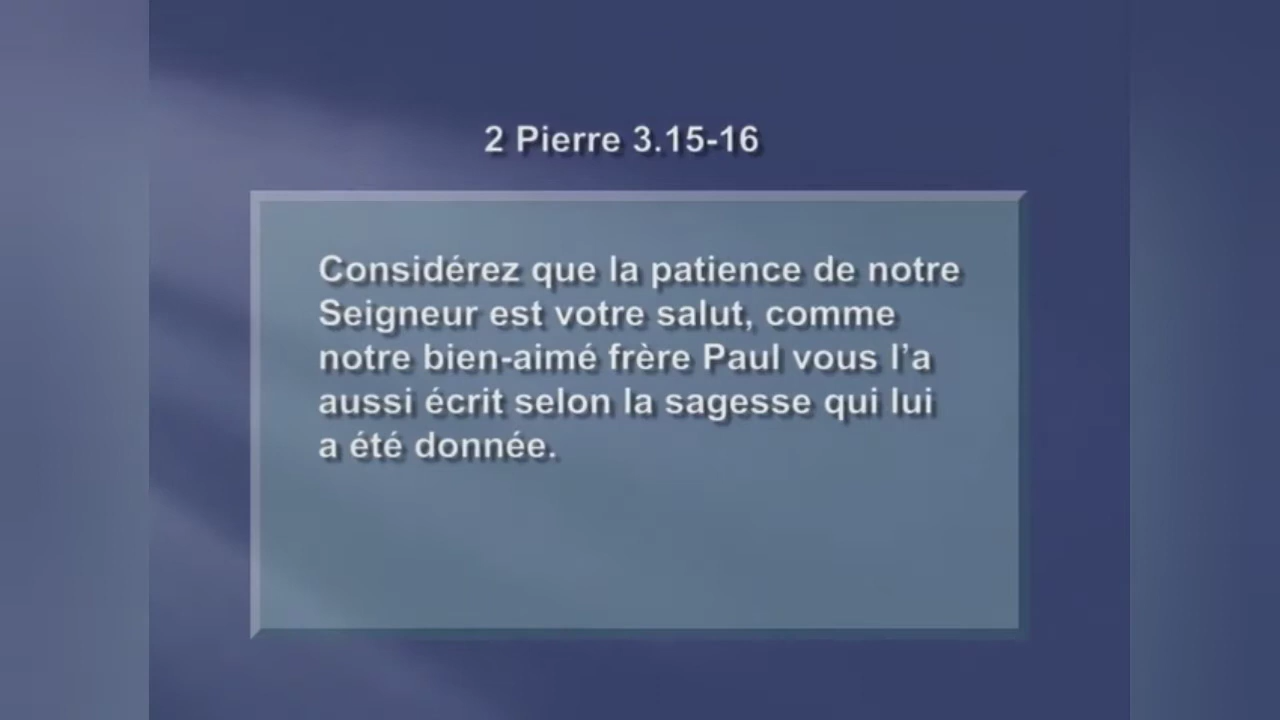 2 Pierre 3.15-16
Considérez que la patience de notre
Seigneur est votre salut, comme
notre bien-aimé frère Paul vous l’a
aussi écrit selon la sagesse qui lui
a été donnée.